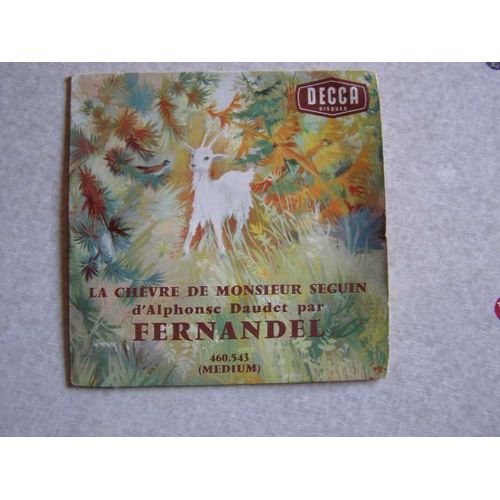 DECCA
DISQUES
LA CHÈVRE DE MONSIEUR SEGUIN
d'Alphonse Daudet par
FERNANDEL
460.543
(MEDIUM)